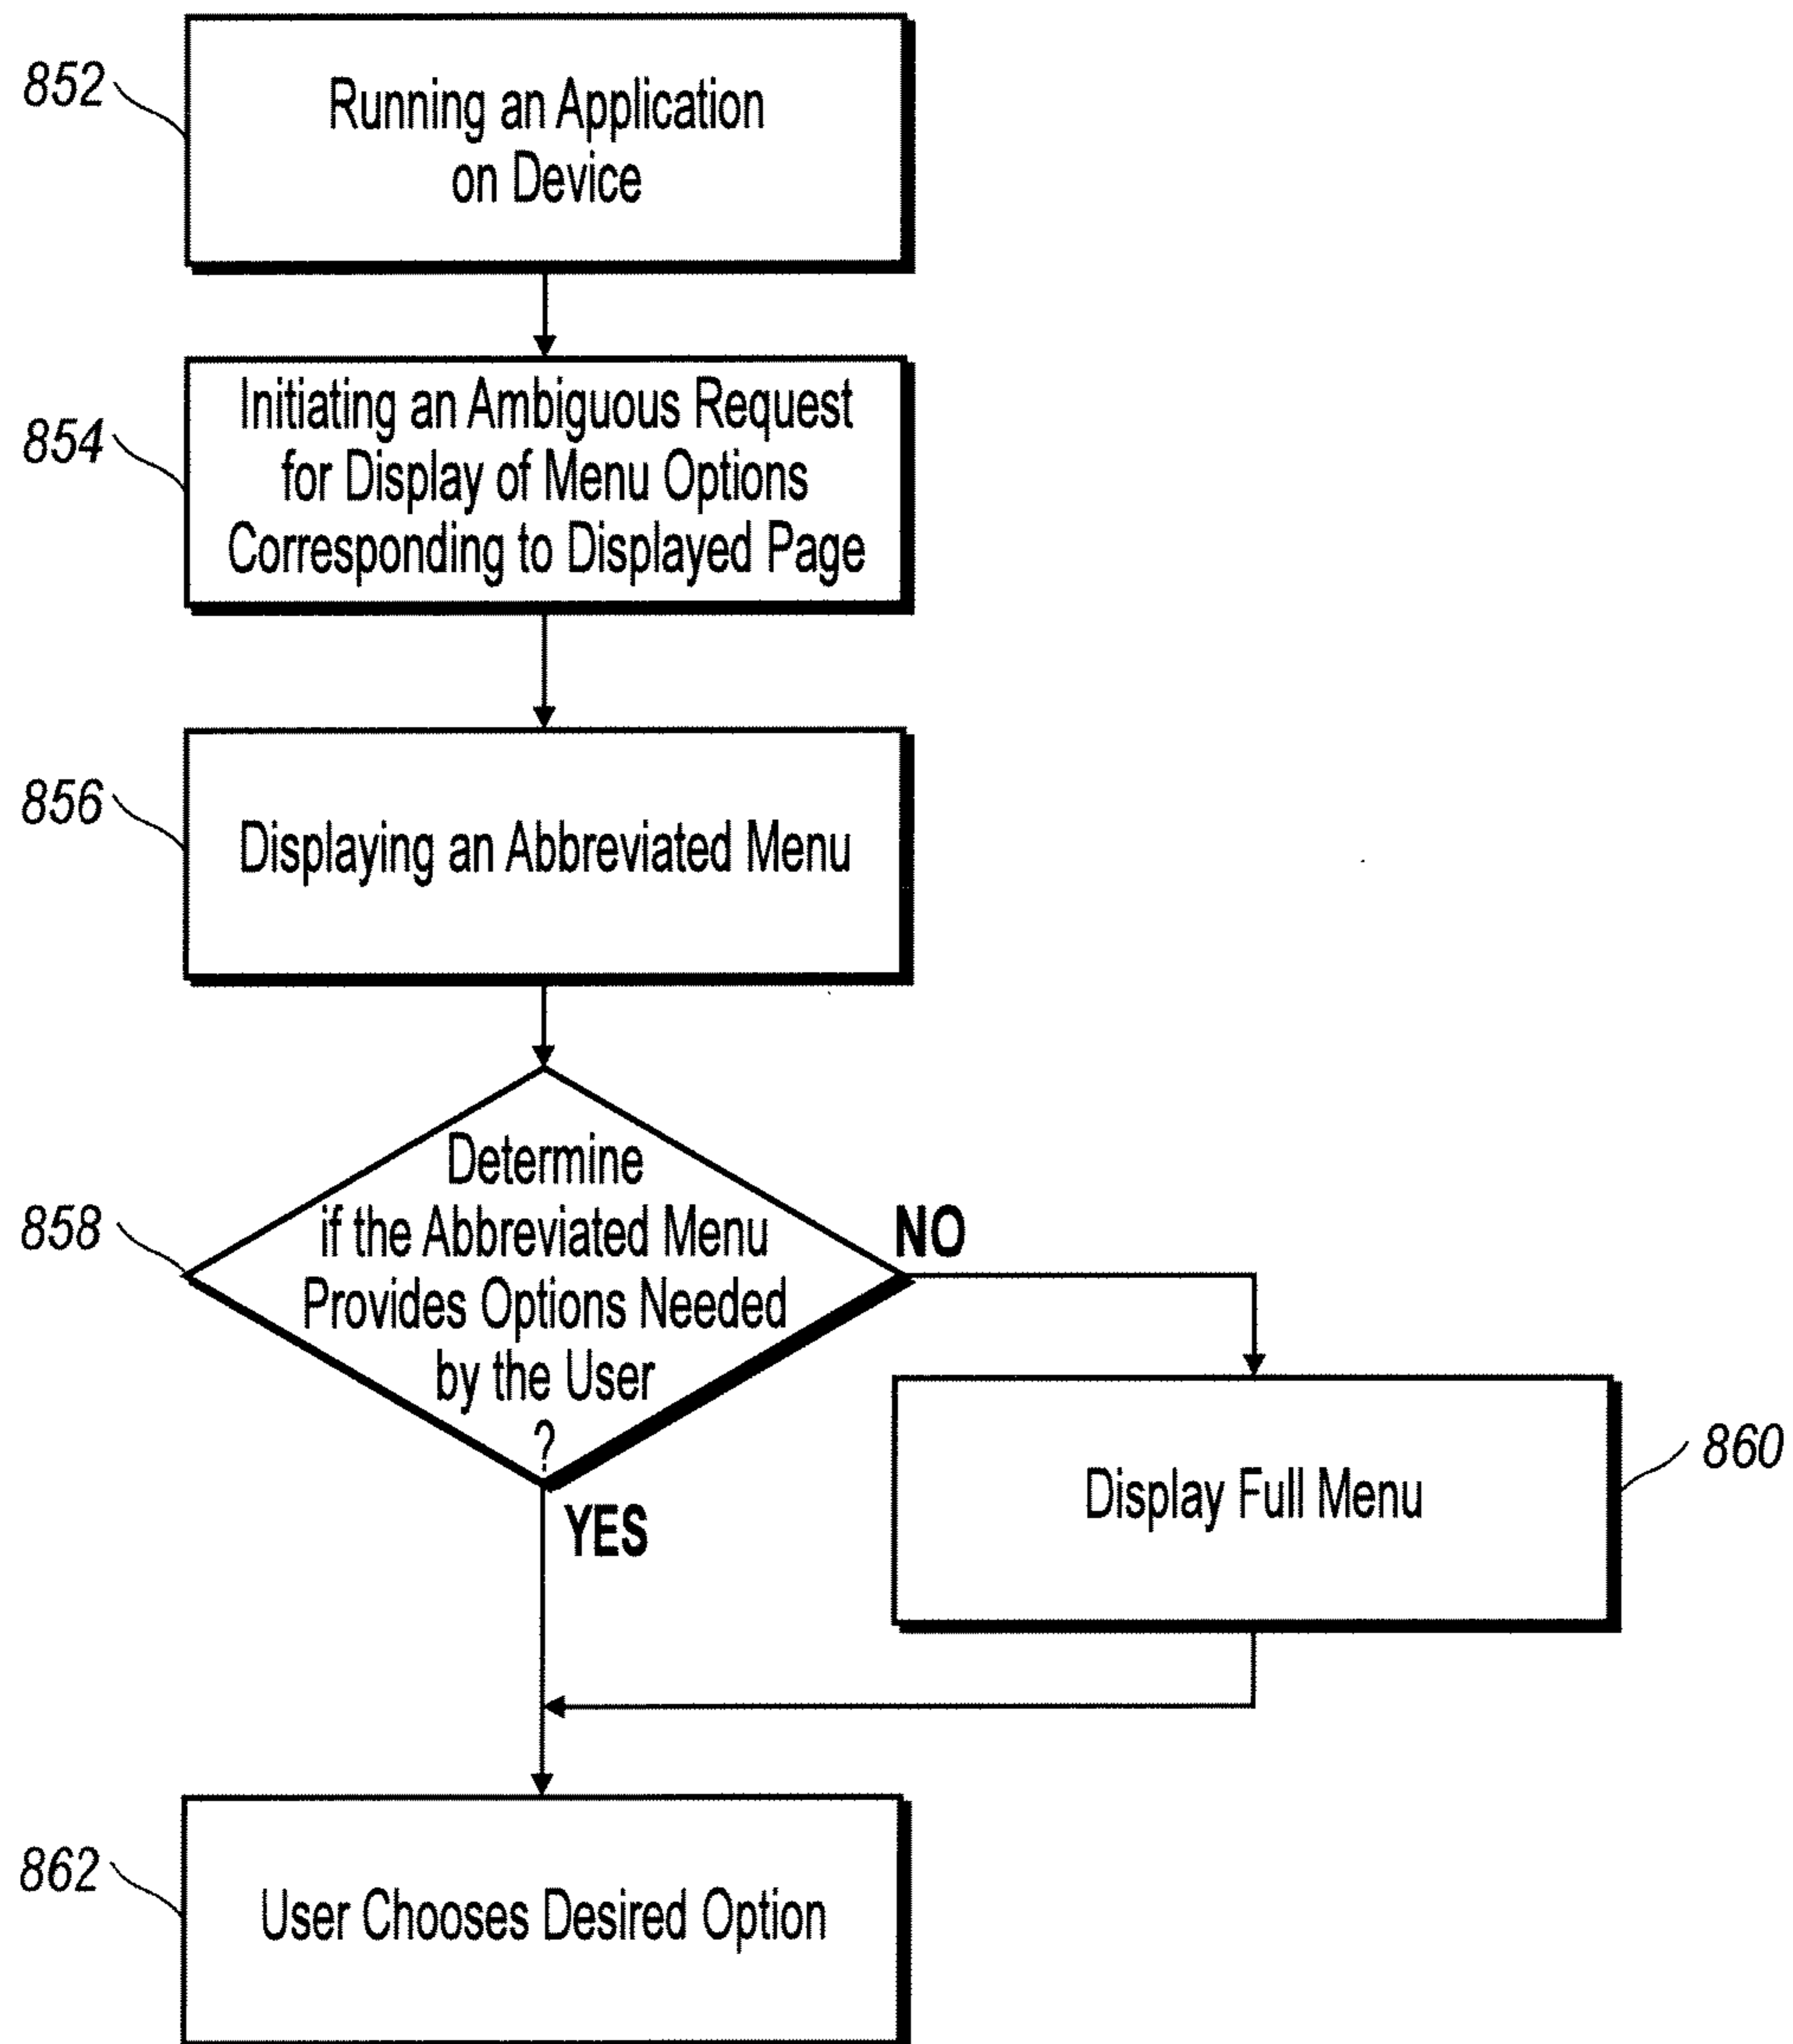 852
Running an Application
on Device
854
Initiating an Ambiguous Request
for Display of Menu Options
Corresponding to Displayed Page
856
Displaying an Abbreviated Menu
858
Determine
if the Abbreviated Menu
Provides Options Needed
by the User
?
NO
YES
Display Full Menu
860
862
User Chooses Desired Option